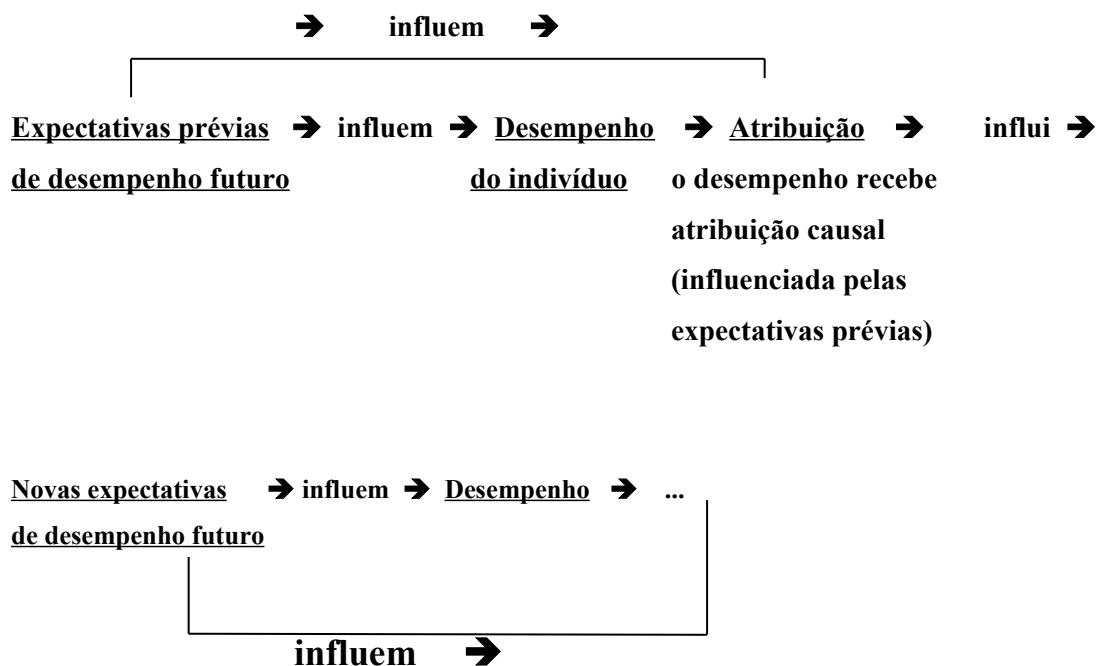 ➔ influem ➔
Expectativas prévias ➔ influem ➔ Desempenho ➔ Atribuição ➔ influi ➔
de desempenho futuro do indivíduo o desempenho recebe
atribuição causal
(influenciada pelas
expectativas prévias)
Novas expectativas ➔ influem ➔ Desempenho ➔ ...
de desempenho futuro
influem ➔